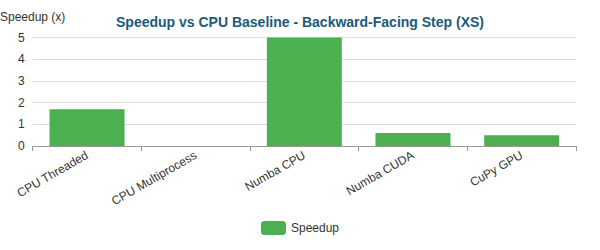 Speedup (x)
Speedup vs CPU Baseline - Backward-Facing Step (XS)
5
4
3
2
1
0
CPU Threaded
CPU Multiprocess
Numba CPU
Numba CUDA
CuPy GPU
Speedup